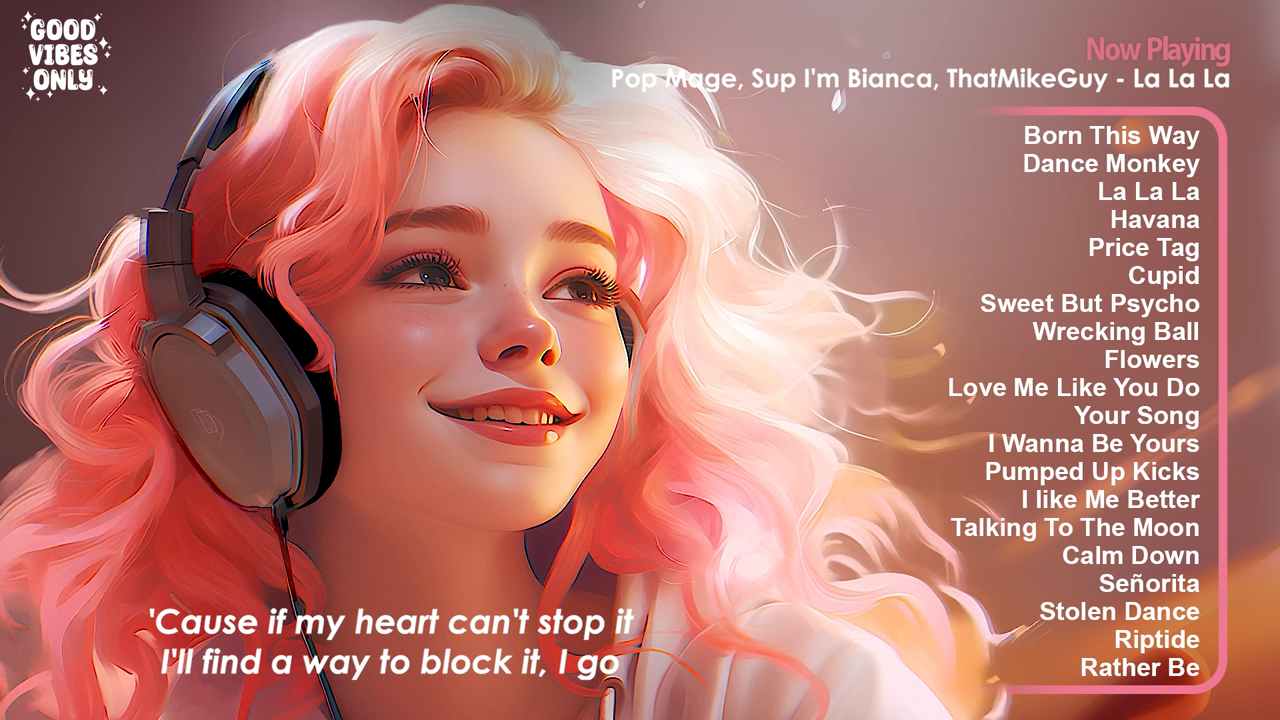 GOOD
VIBES
ONLY
Now Playing
Pop Mage, Sup I'm Bianca, ThatMikeGuy - La La La
Born This Way
Dance Monkey
La La La
Havana
Price Tag
Cupid
Sweet But Psycho
Wrecking Ball
Flowers
Love Me Like You Do
Your Song
I Wanna Be Yours
Pumped Up Kicks
I like Me Better
Talking To The Moon
Calm Down
Señorita
Stolen Dance
Riptide
Rather Be
'Cause if my heart can't stop it
I'll find a way to block it, I go